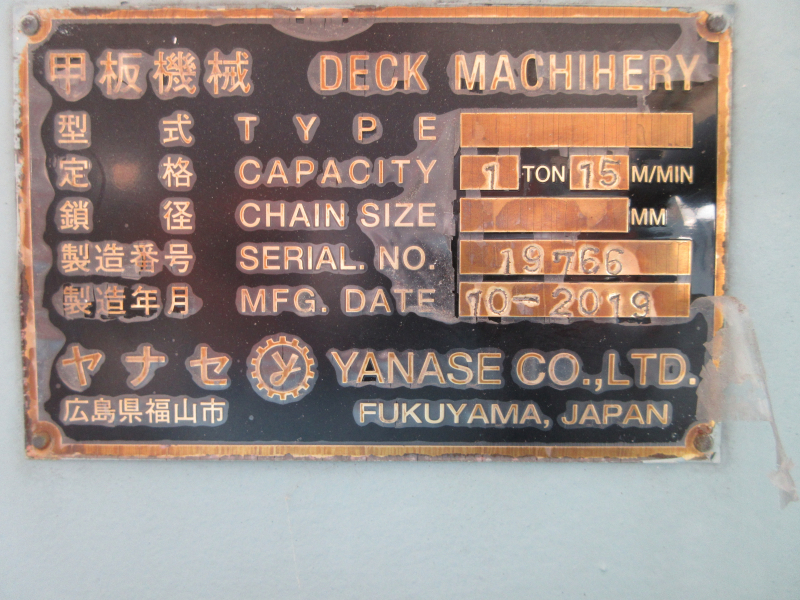 甲板機械 DECK MACHIHERY
型式 TYPE
定格 CAPACITY 1 TON 15 M/MIN
鎖径 CHAIN SIZE MM
製造番号 SERIAL. NO. 19766
製造年月 MFG. DATE 10-2019
ヤナセ y YANASE CO.,LTD.
広島県福山市 FUKUYAMA, JAPAN